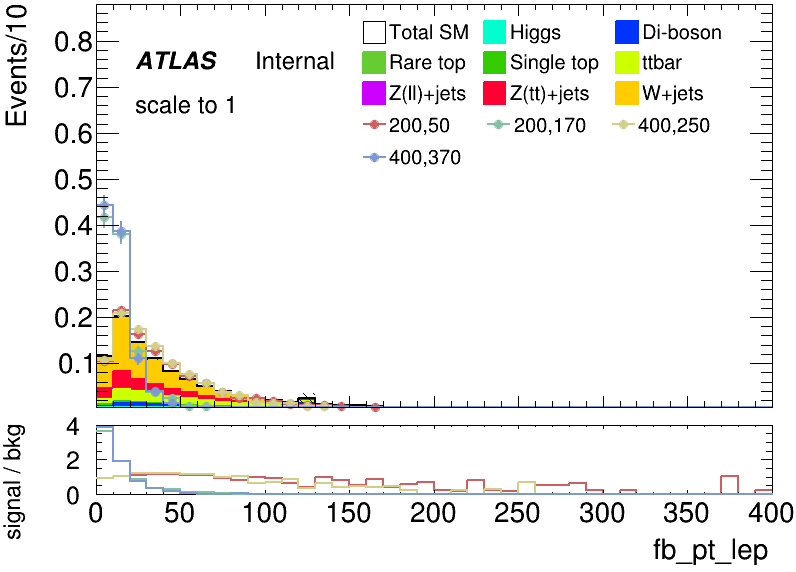 Events/10
0.8
0.7
0.6
0.5
0.4
0.3
0.2
0.1
ATLAS Internal
scale to 1
Total SM Higgs Di-boson
Rare top Single top ttbar
Z(ll)+jets Z(tt)+jets W+jets
200,50 200,170 400,250
400,370
signal / bkg
4
2
0
0 50 100 150 200 250 300 350 400
fb_pt_lep